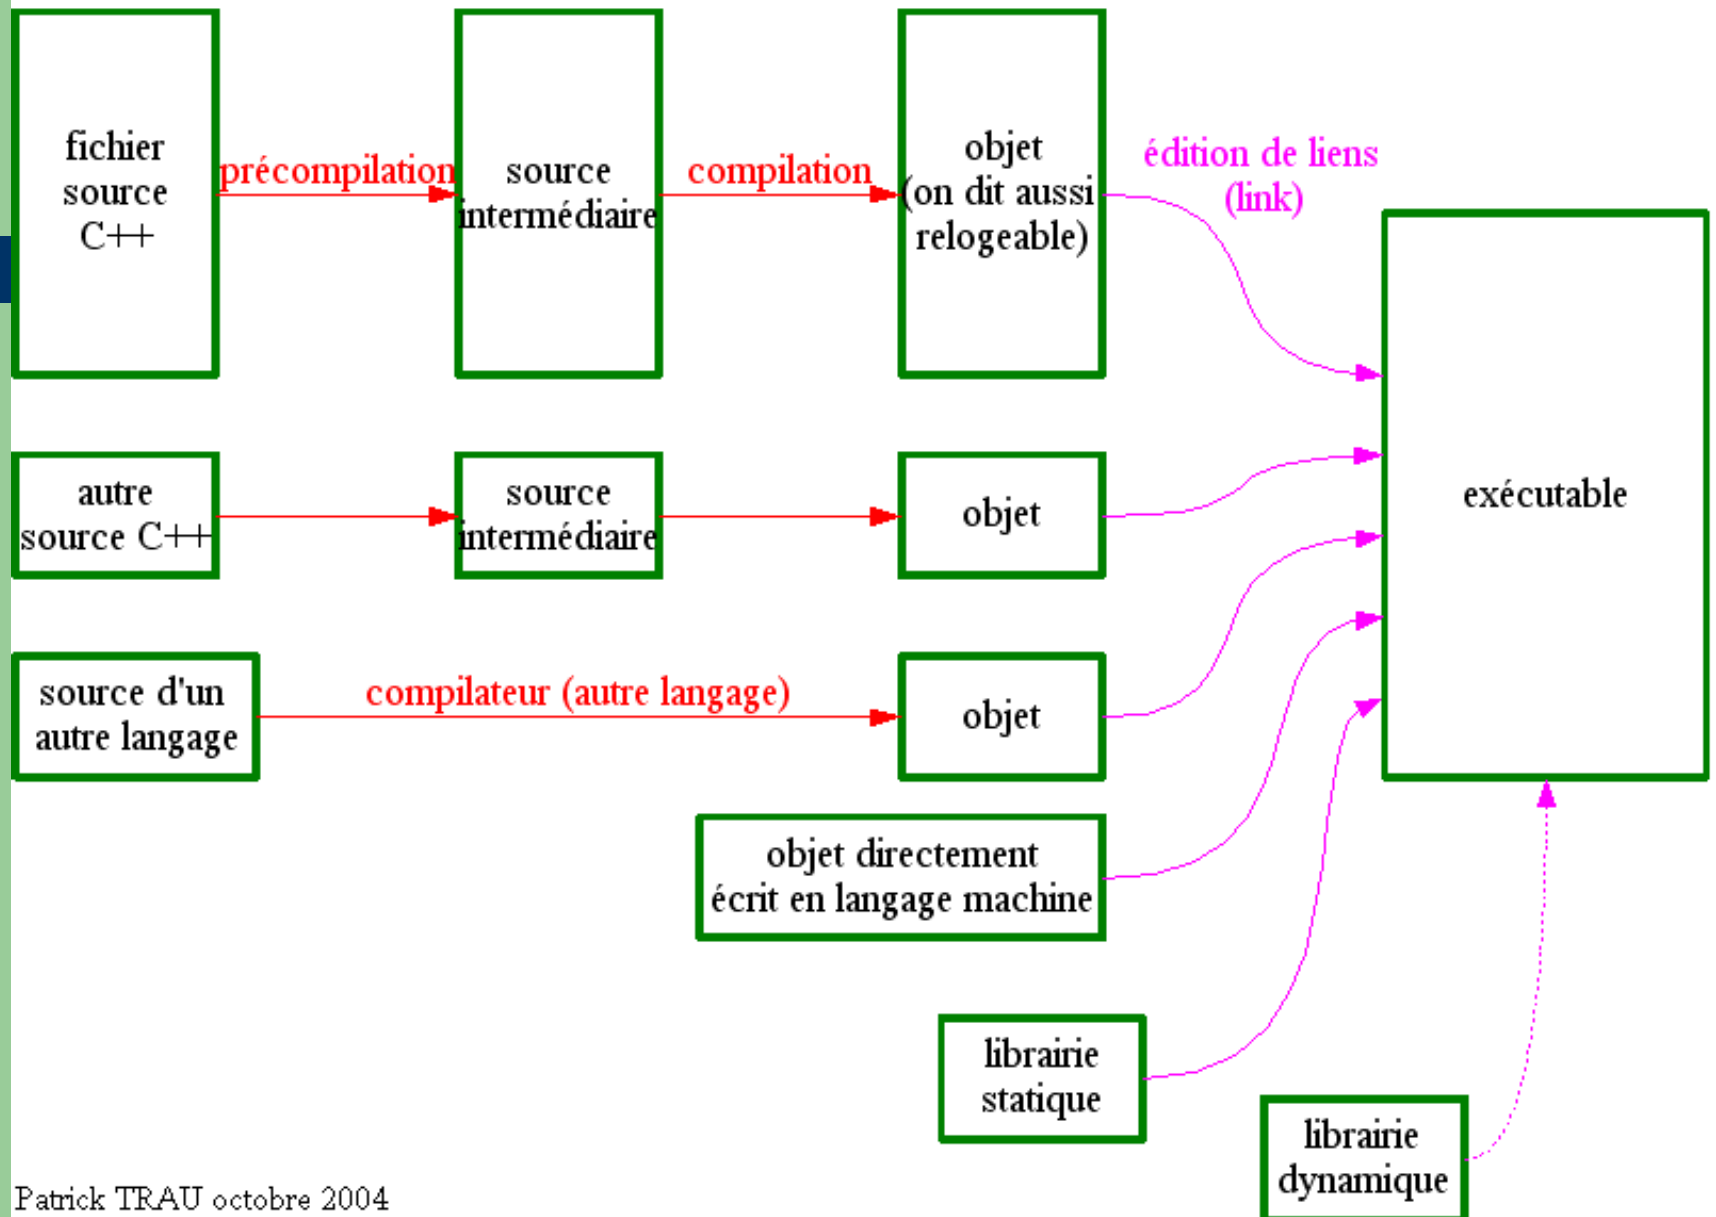 fichier
source
C++
précompilation
source
intermédiaire
compilation
objet
(on dit aussi
relogeable)
édition de liens
(link)
exécutable
autre
source C++
source
intermédiaire
objet
source d'un
autre langage
compilateur (autre langage)
objet
objet directement
écrit en langage machine
librairie
statique
librairie
dynamique
Patrick TRAU octobre 2004